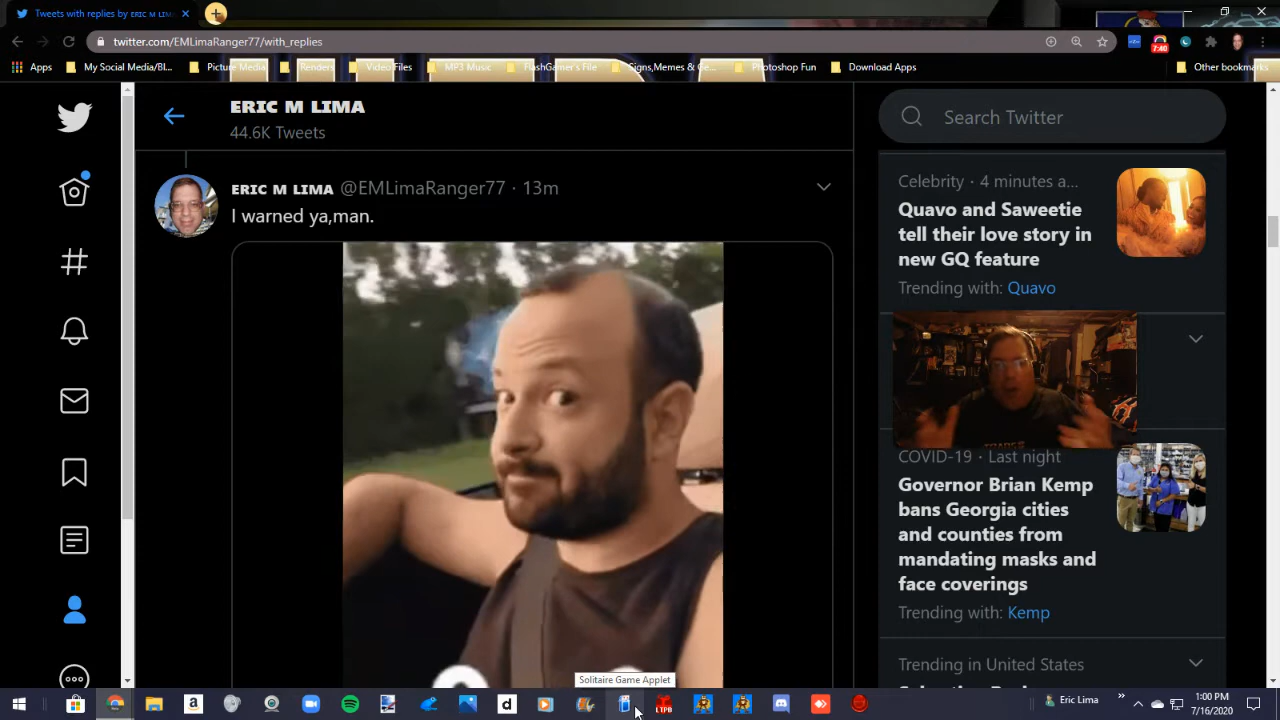 Tweets with replies by ERIC M LIM
twitter.com/EMLimaRanger77/with_replies
7:40
Apps
My Social Media/Bl...
Picture Media
Renders
Video Files
MP3 Music
FlashGamer's File
Signs,Memes & Ge...
Photoshop Fun
Download Apps
Other bookmarks
ERIC M LIMA
44.6K Tweets
Search Twitter
ERIC M LIMA @EMLimaRanger77 · 13m
I warned ya,man.
Celebrity · 4 minutes a...
Quavo and Saweetie
tell their love story in
new GQ feature
Trending with: Quavo
COVID-19 · Last night
Governor Brian Kemp
bans Georgia cities
and counties from
mandating masks and
face coverings
Trending with: Kemp
Trending in United States
Solitaire Game Applet
Eric Lima
1:00 PM
7/16/2020